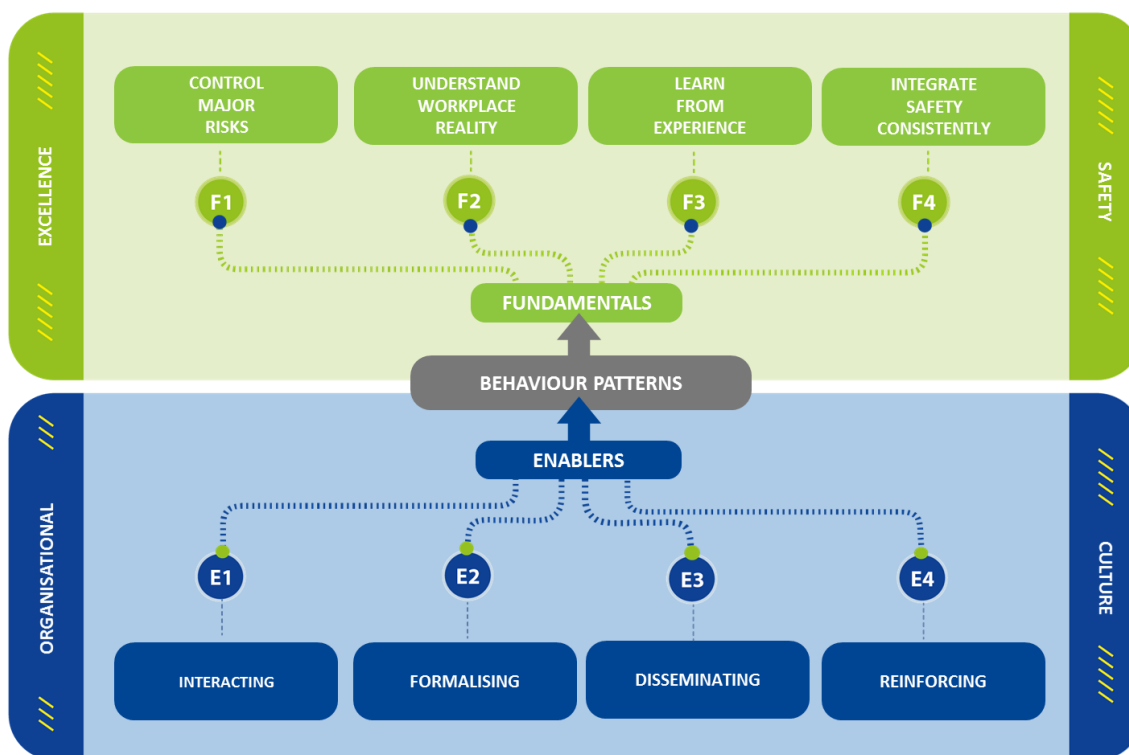 EXCELLENCE
SAFETY
CONTROL
MAJOR
RISKS
UNDERSTAND
WORKPLACE
REALITY
LEARN
FROM
EXPERIENCE
INTEGRATE
SAFETY
CONSISTENTLY
F1
F2
F3
F4
FUNDAMENTALS
BEHAVIOUR PATTERNS
ENABLERS
ORGANISATIONAL
CULTURE
E1
E2
E3
E4
INTERACTING
FORMALISING
DISSEMINATING
REINFORCING